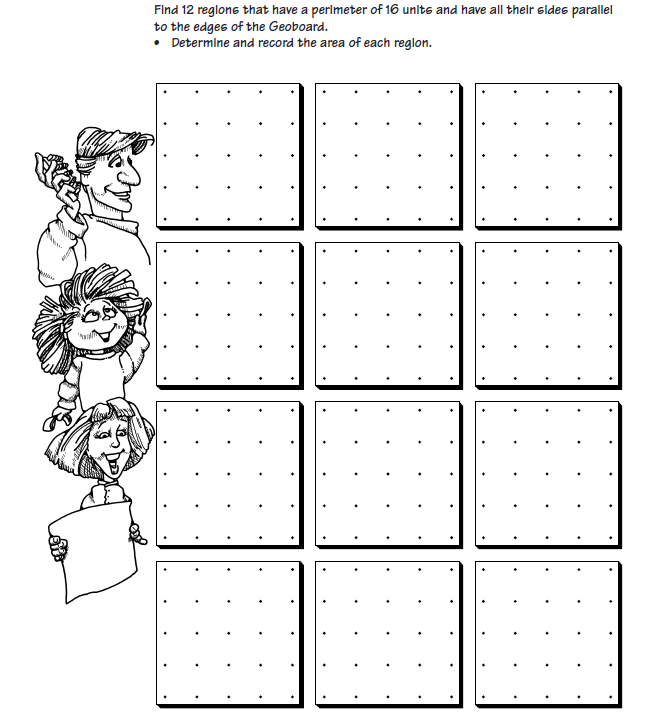 Find 12 regions that have a perimeter of 16 units and have all their sides parallel
to the edges of the Geoboard.
• Determine and record the area of each region.